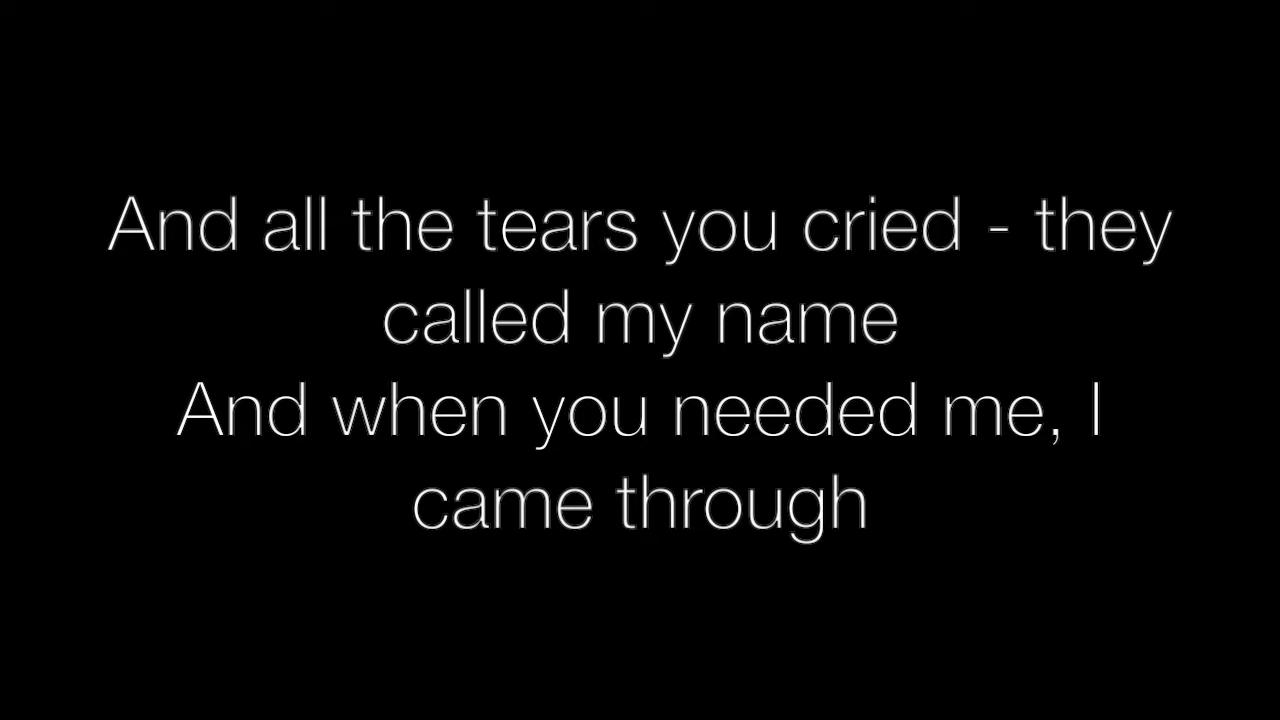 And all the tears you cried - they
called my name
And when you needed me, I
came through